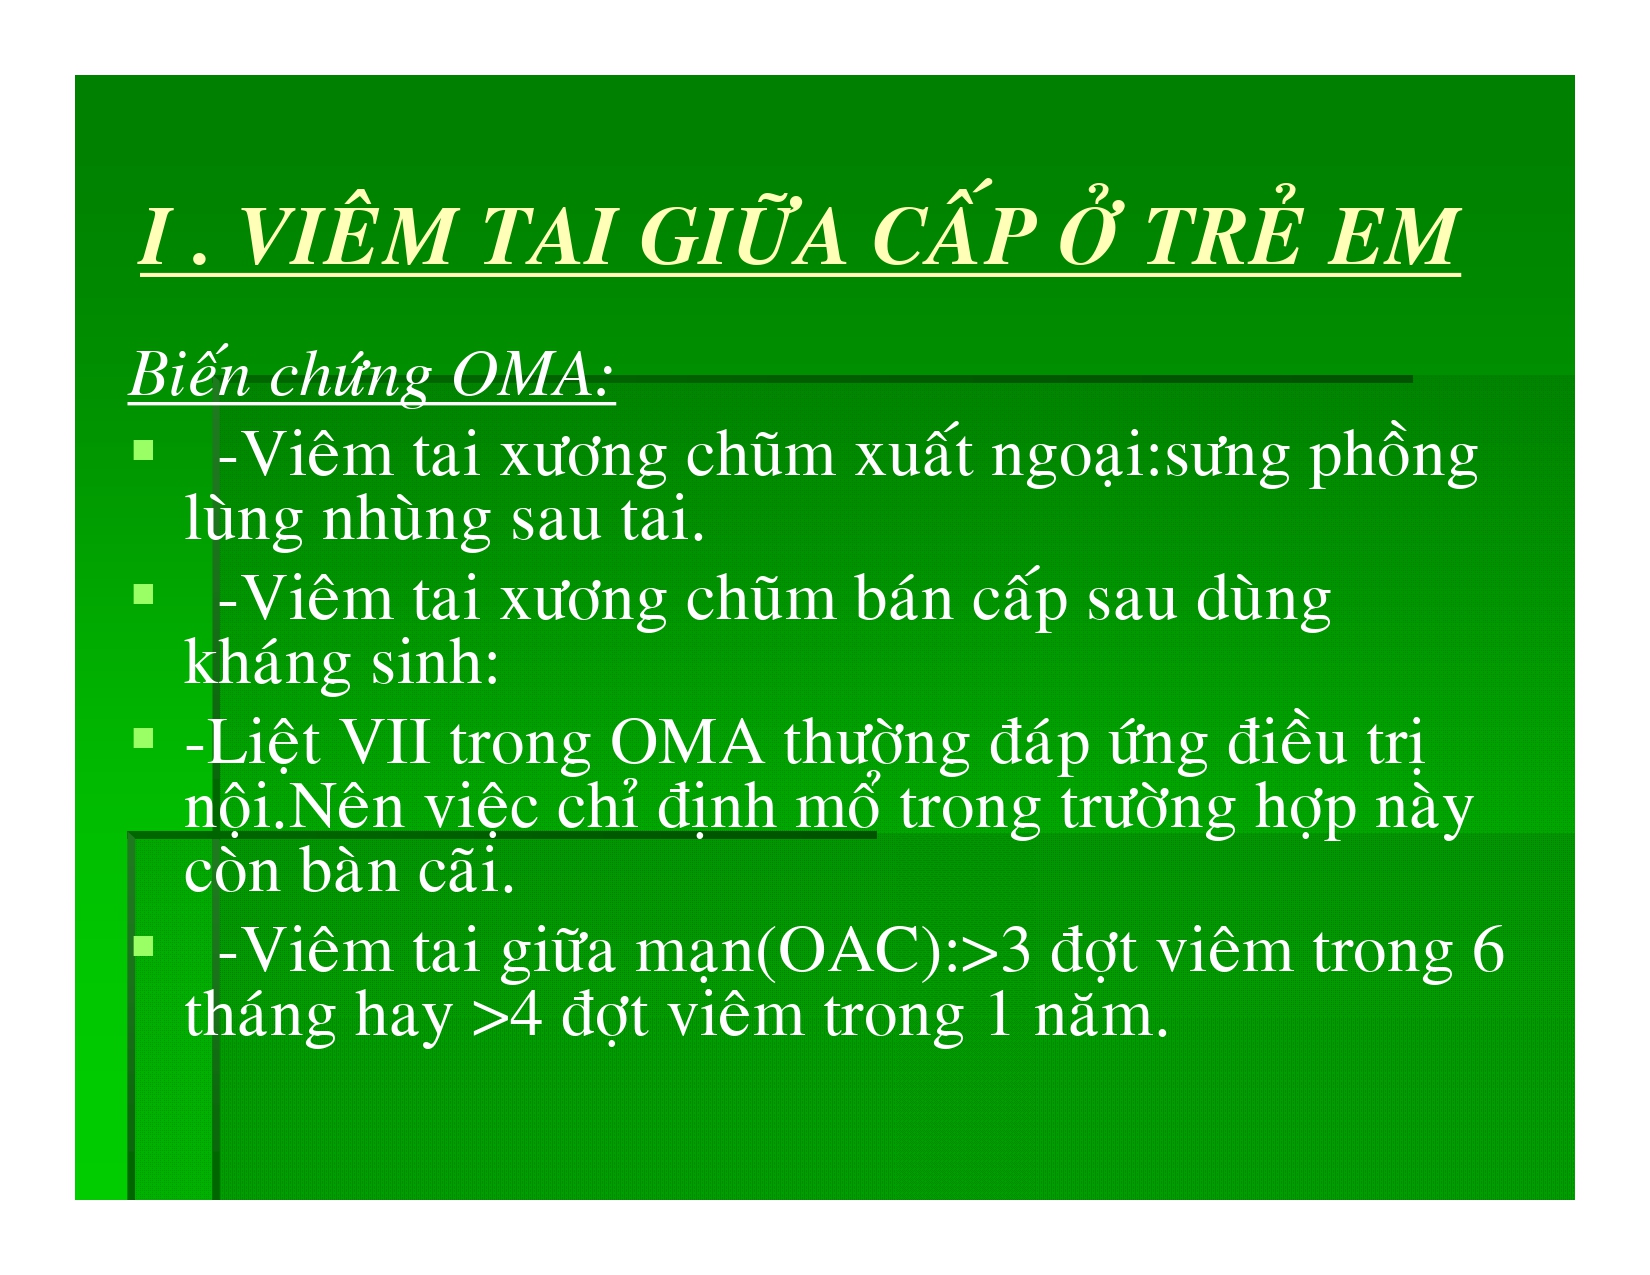 I . VIÊM TAI GIỮA CẤP Ở TRẺ EM
Biến chứng OMA:
-Viêm tai xương chũm xuất ngoại:sưng phồng
lùng nhùng sau tai.
-Viêm tai xương chũm bán cấp sau dùng
kháng sinh:
-Liệt VII trong OMA thường đáp ứng điều trị
nội.Nên việc chỉ định mổ trong trường hợp này
còn bàn cãi.
-Viêm tai giữa mạn(OAC):>3 đợt viêm trong 6
tháng hay >4 đợt viêm trong 1 năm.